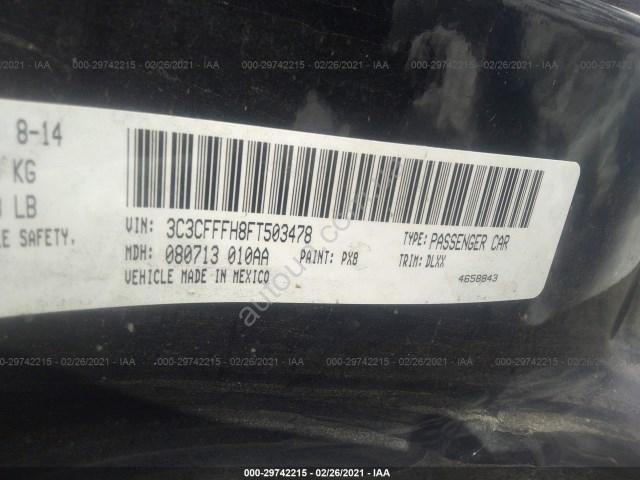 000-29742215 - 02/26/2021 - IAA
8-14
KG
LB
SAFETY.
VIN: 3C3CFFFH8FT503478
TYPE: PASSENGER CAR
MDH: 080713 010AA
PAINT: PX8
TRIM: DLXX
VEHICLE MADE IN MEXICO
4658843
000-29742215 - 02/26/2021 - IAA
000-29742215 - 02/26/2021 - IAA